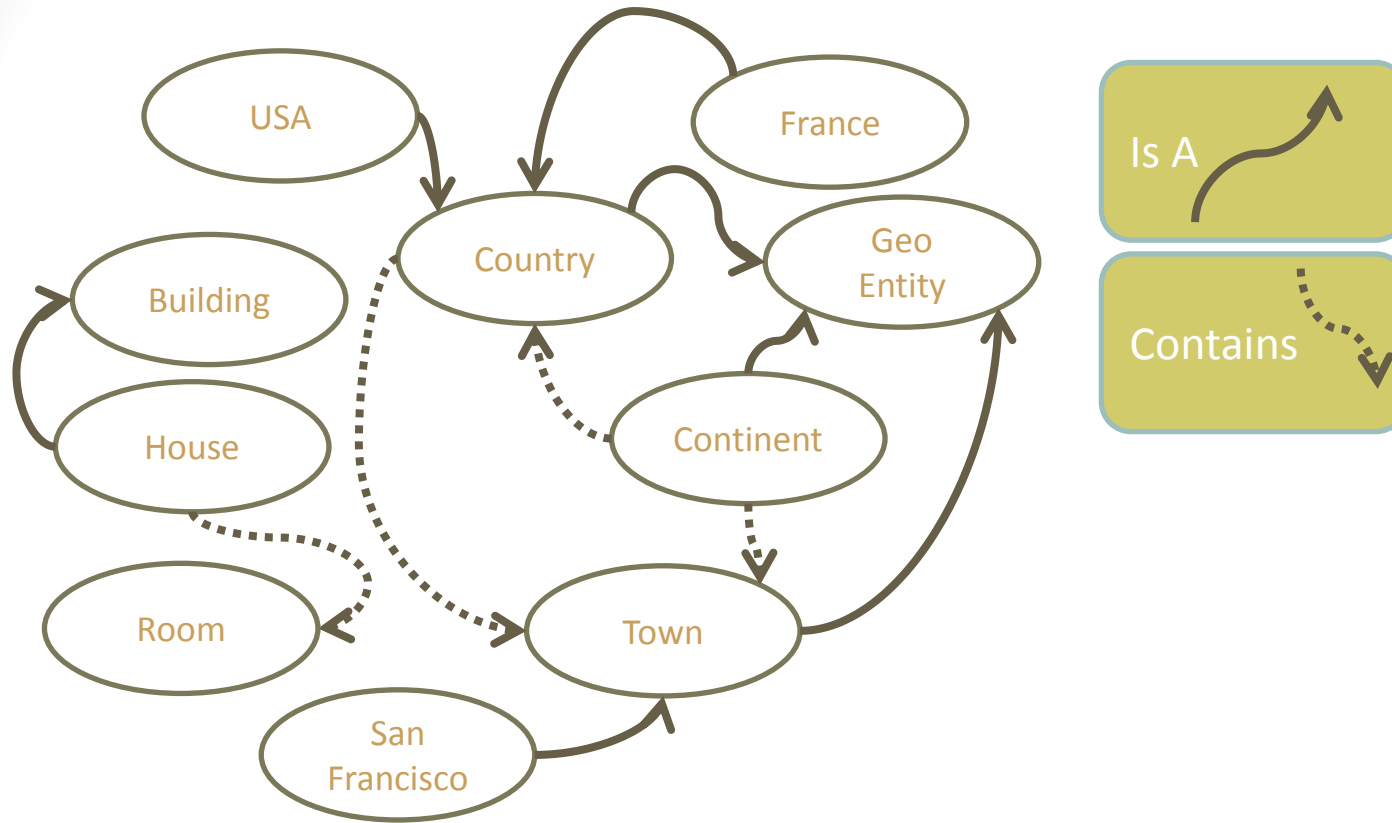 USA
France
Is A
Country
Geo
Entity
Building
Contains
House
Continent
Room
Town
San
Francisco